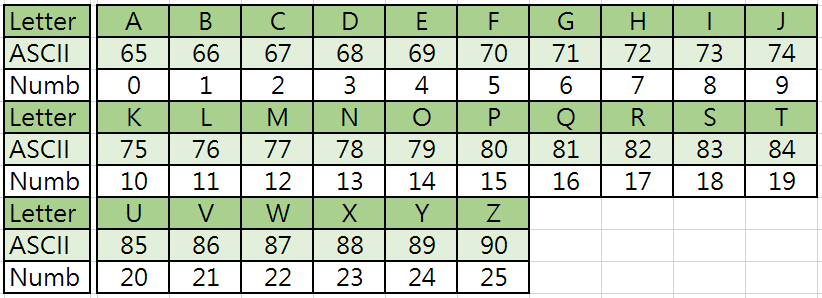 Letter A B C D E F G H I J
ASCII 65 66 67 68 69 70 71 72 73 74
Numb 0 1 2 3 4 5 6 7 8 9
Letter K L M N O P Q R S T
ASCII 75 76 77 78 79 80 81 82 83 84
Numb 10 11 12 13 14 15 16 17 18 19
Letter U V W X Y Z
ASCII 85 86 87 88 89 90
Numb 20 21 22 23 24 25